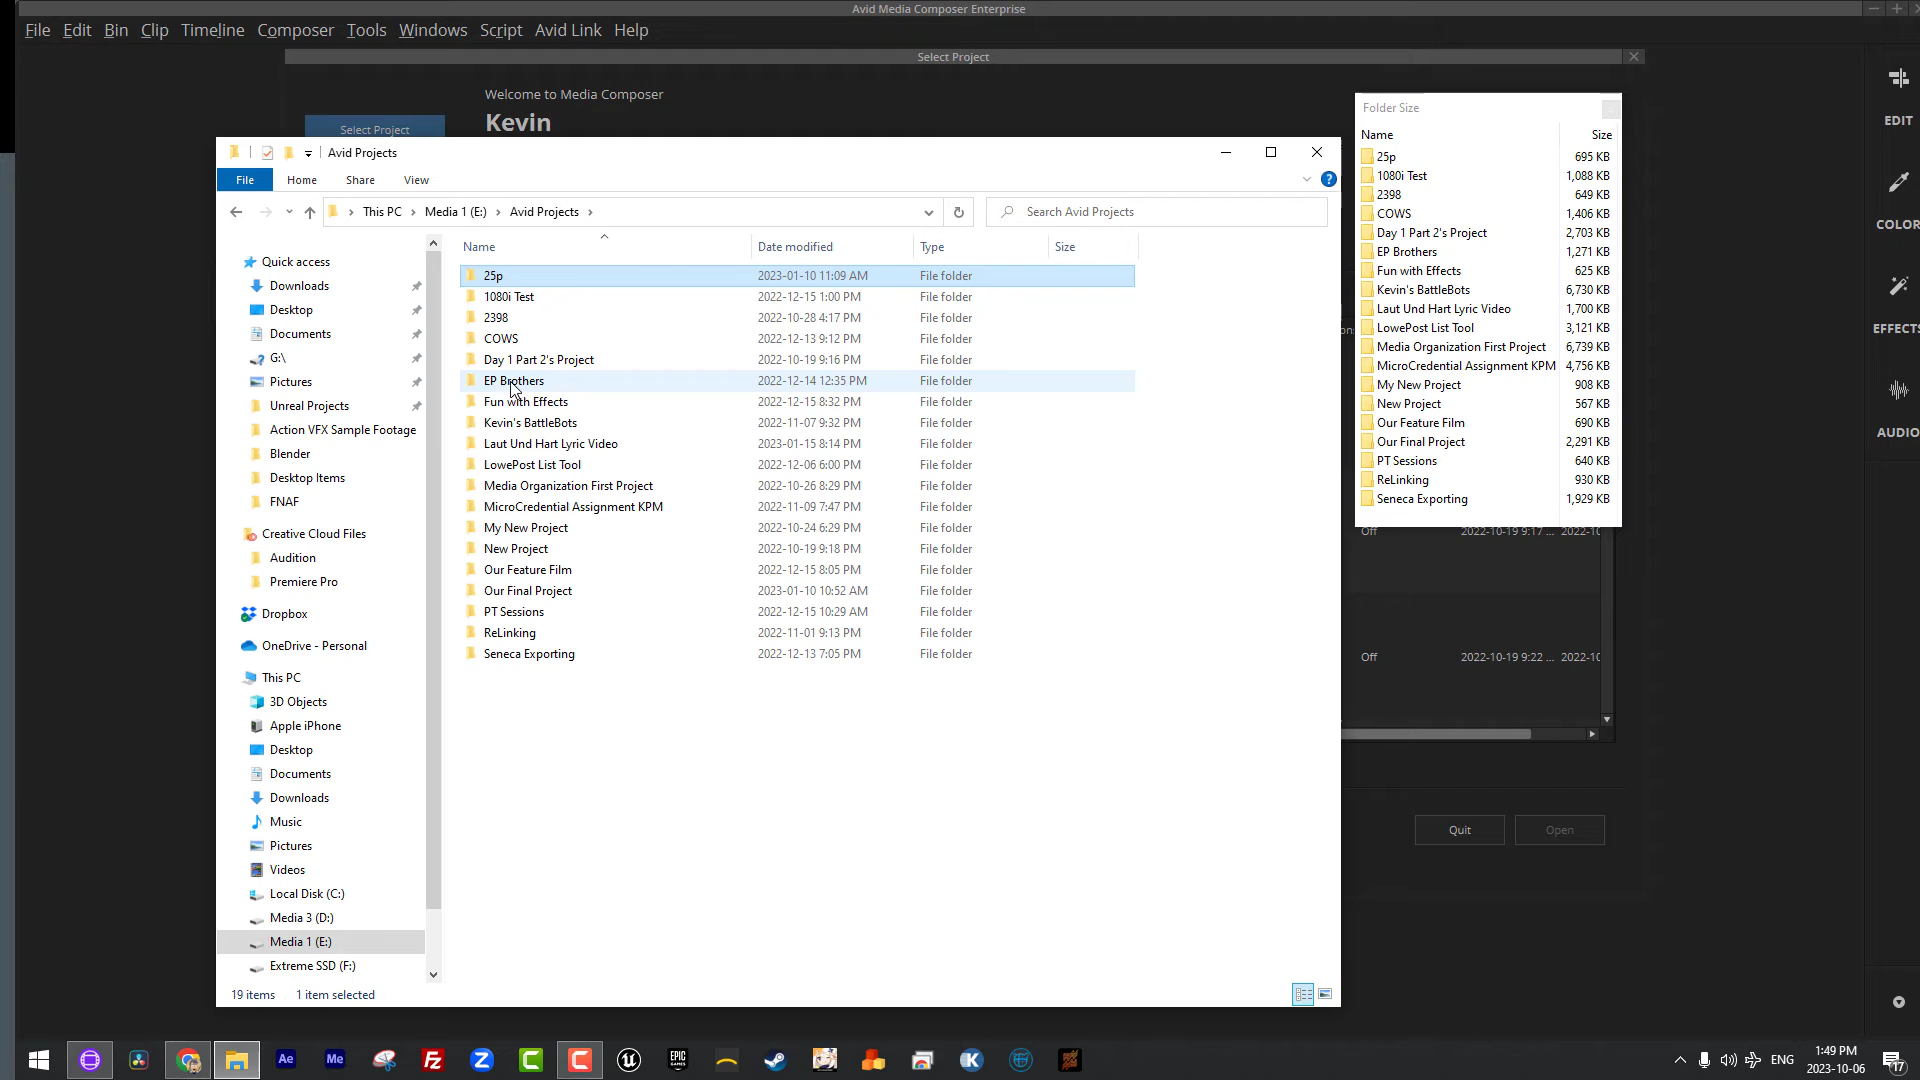 Avid Media Composer Enterprise
File Edit Bin Clip Timeline Composer Tools Windows Script Avid Link Help
Select Project
Welcome to Media Composer
Kevin
Select Project
EDIT
COLOR
EFFECTS
AUDIO
Avid Projects
File Home Share View
This PC Media 1 (E:) Avid Projects
Search Avid Projects
Quick access
Downloads
Desktop
Documents
G:\
Pictures
Unreal Projects
Action VFX Sample Footage
Blender
Desktop Items
FNAF
Creative Cloud Files
Audition
Premiere Pro
Dropbox
OneDrive - Personal
This PC
3D Objects
Apple iPhone
Desktop
Documents
Downloads
Music
Pictures
Videos
Local Disk (C:)
Media 3 (D:)
Media 1 (E:)
Extreme SSD (F:)
Name Date modified Type Size
25p 2023-01-10 11:09 AM File folder
1080i Test 2022-12-15 1:00 PM File folder
2398 2022-10-28 4:17 PM File folder
COWS 2022-12-13 9:12 PM File folder
Day 1 Part 2's Project 2022-10-19 9:16 PM File folder
EP Brothers 2022-12-14 12:35 PM File folder
Fun with Effects 2022-12-15 8:32 PM File folder
Kevin's BattleBots 2022-11-07 9:32 PM File folder
Laut Und Hart Lyric Video 2023-01-15 8:14 PM File folder
LowePost List Tool 2022-12-06 6:00 PM File folder
Media Organization First Project 2022-10-26 8:29 PM File folder
MicroCredential Assignment KPM 2022-11-09 7:47 PM File folder
My New Project 2022-10-24 6:29 PM File folder
New Project 2022-10-19 9:18 PM File folder
Our Feature Film 2022-12-15 8:05 PM File folder
Our Final Project 2023-01-10 10:52 AM File folder
PT Sessions 2022-12-15 10:29 AM File folder
ReLinking 2022-11-01 9:13 PM File folder
Seneca Exporting 2022-12-13 7:05 PM File folder
19 items 1 item selected
Folder Size
Name Size
25p 695 KB
1080i Test 1,088 KB
2398 649 KB
COWS 1,406 KB
Day 1 Part 2's Project 2,703 KB
EP Brothers 1,271 KB
Fun with Effects 625 KB
Kevin's BattleBots 6,730 KB
Laut Und Hart Lyric Video 1,700 KB
LowePost List Tool 3,121 KB
Media Organization First Project 6,739 KB
MicroCredential Assignment KPM 4,756 KB
My New Project 908 KB
New Project 567 KB
Our Feature Film 690 KB
Our Final Project 2,291 KB
PT Sessions 640 KB
ReLinking 930 KB
Seneca Exporting 1,929 KB
Off 2022-10-19 9:17 ... 2022-10
Off 2022-10-19 9:22 ... 2022-10
Quit Open
Ae Me EPIC GAMES
ENG
1:49 PM
2023-10-06
17